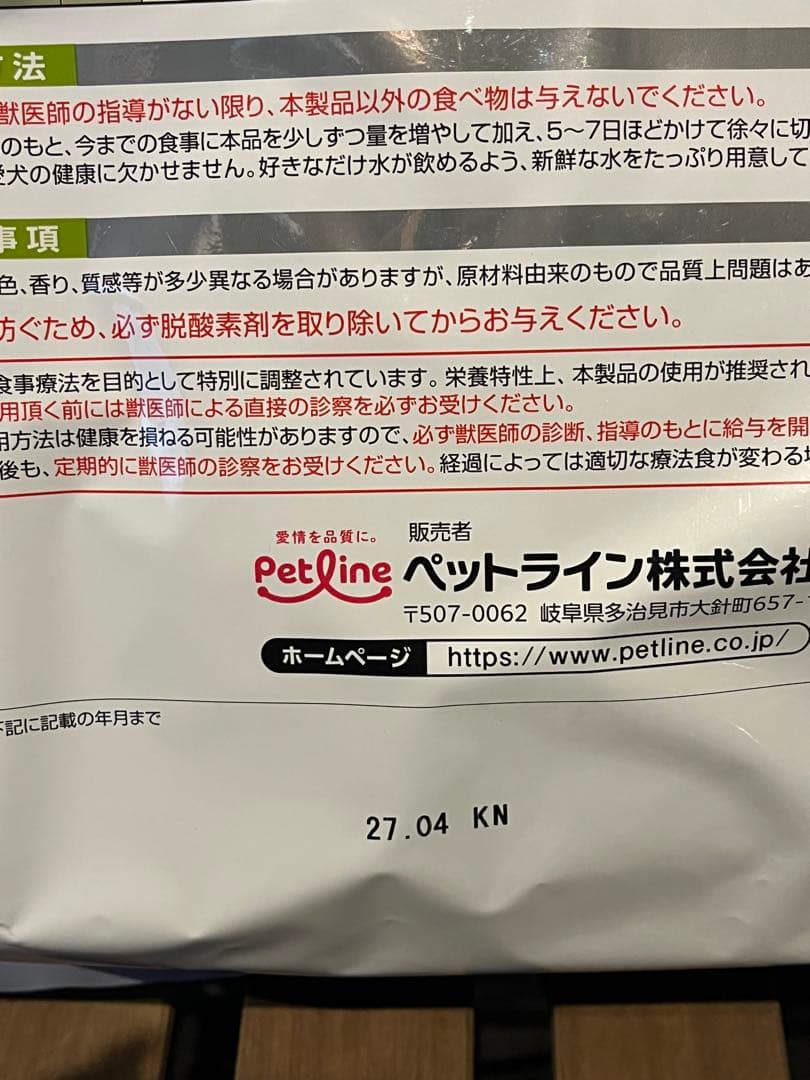 方法
獣医師の指導がない限り、本製品以外の食べ物は与えないでください。
のもと、今までの食事に本品を少しずつ量を増やして加え、5〜7日ほどかけて徐々に切
愛犬の健康に欠かせません。好きなだけ水が飲めるよう、新鮮な水をたっぷり用意して
事項
色、香り、質感等が多少異なる場合がありますが、原材料由来のもので品質上問題はあ
防ぐため、必ず脱酸素剤を取り除いてからお与えください。
食事療法を目的として特別に調整されています。栄養特性上、本製品の使用が推奨され
用頂く前には獣医師による直接の診察を必ずお受けください。
用方法は健康を損ねる可能性がありますので、必ず獣医師の診断、指導のもとに給与を開
後も、定期的に獣医師の診察をお受けください。経過によっては適切な療法食が変わる場
愛情を品質に。
Petline
販売者
ペットライン株式会社
〒507-0062 岐阜県多治見市大針町657-1
ホームページ https://www.petline.co.jp/
下記に記載の年月まで
27.04 KN